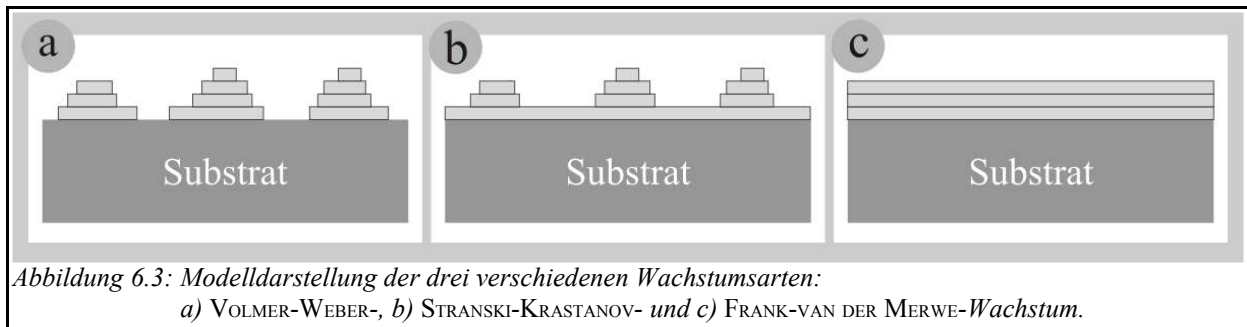 a
b
c
Substrat
Substrat
Substrat
Abbildung 6.3: Modelldarstellung der drei verschiedenen Wachstumsarten:
a) VOLMER-WEBER-, b) STRANSKI-KRASTANOV- und c) FRANK-VAN DER MERWE-Wachstum.